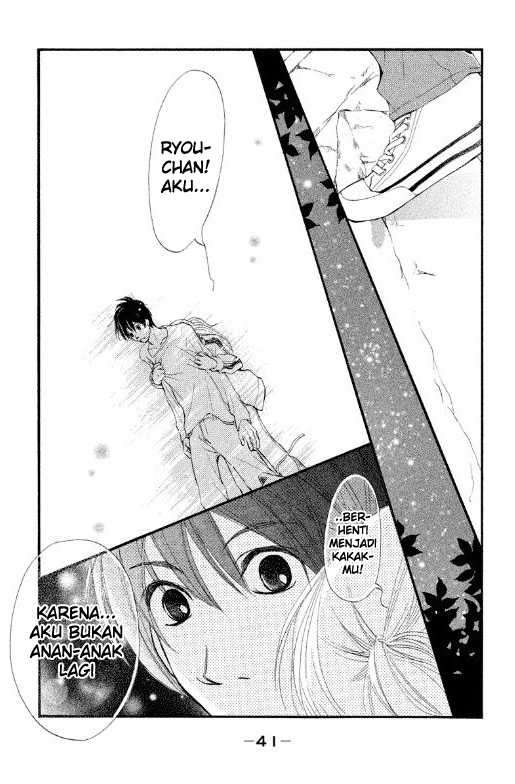 RYOU-
CHAN!
AKU...
..BER-
HENTI
MENJADI
KAKAK-
MU!
KARENA...
AKU BUKAN
ANAN-ANAK
LAGI
-41-